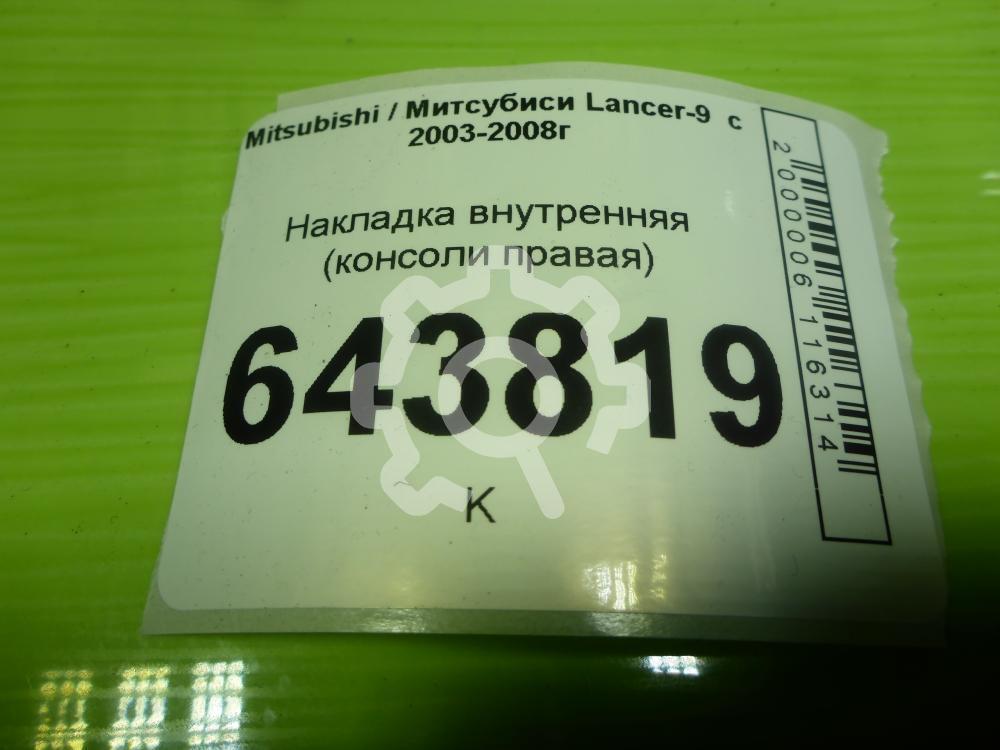 Mitsubishi / Митсубиси Lancer-9 с
2003-2008г
Накладка внутренняя
(консоли правая)
643819
К
2000006116314